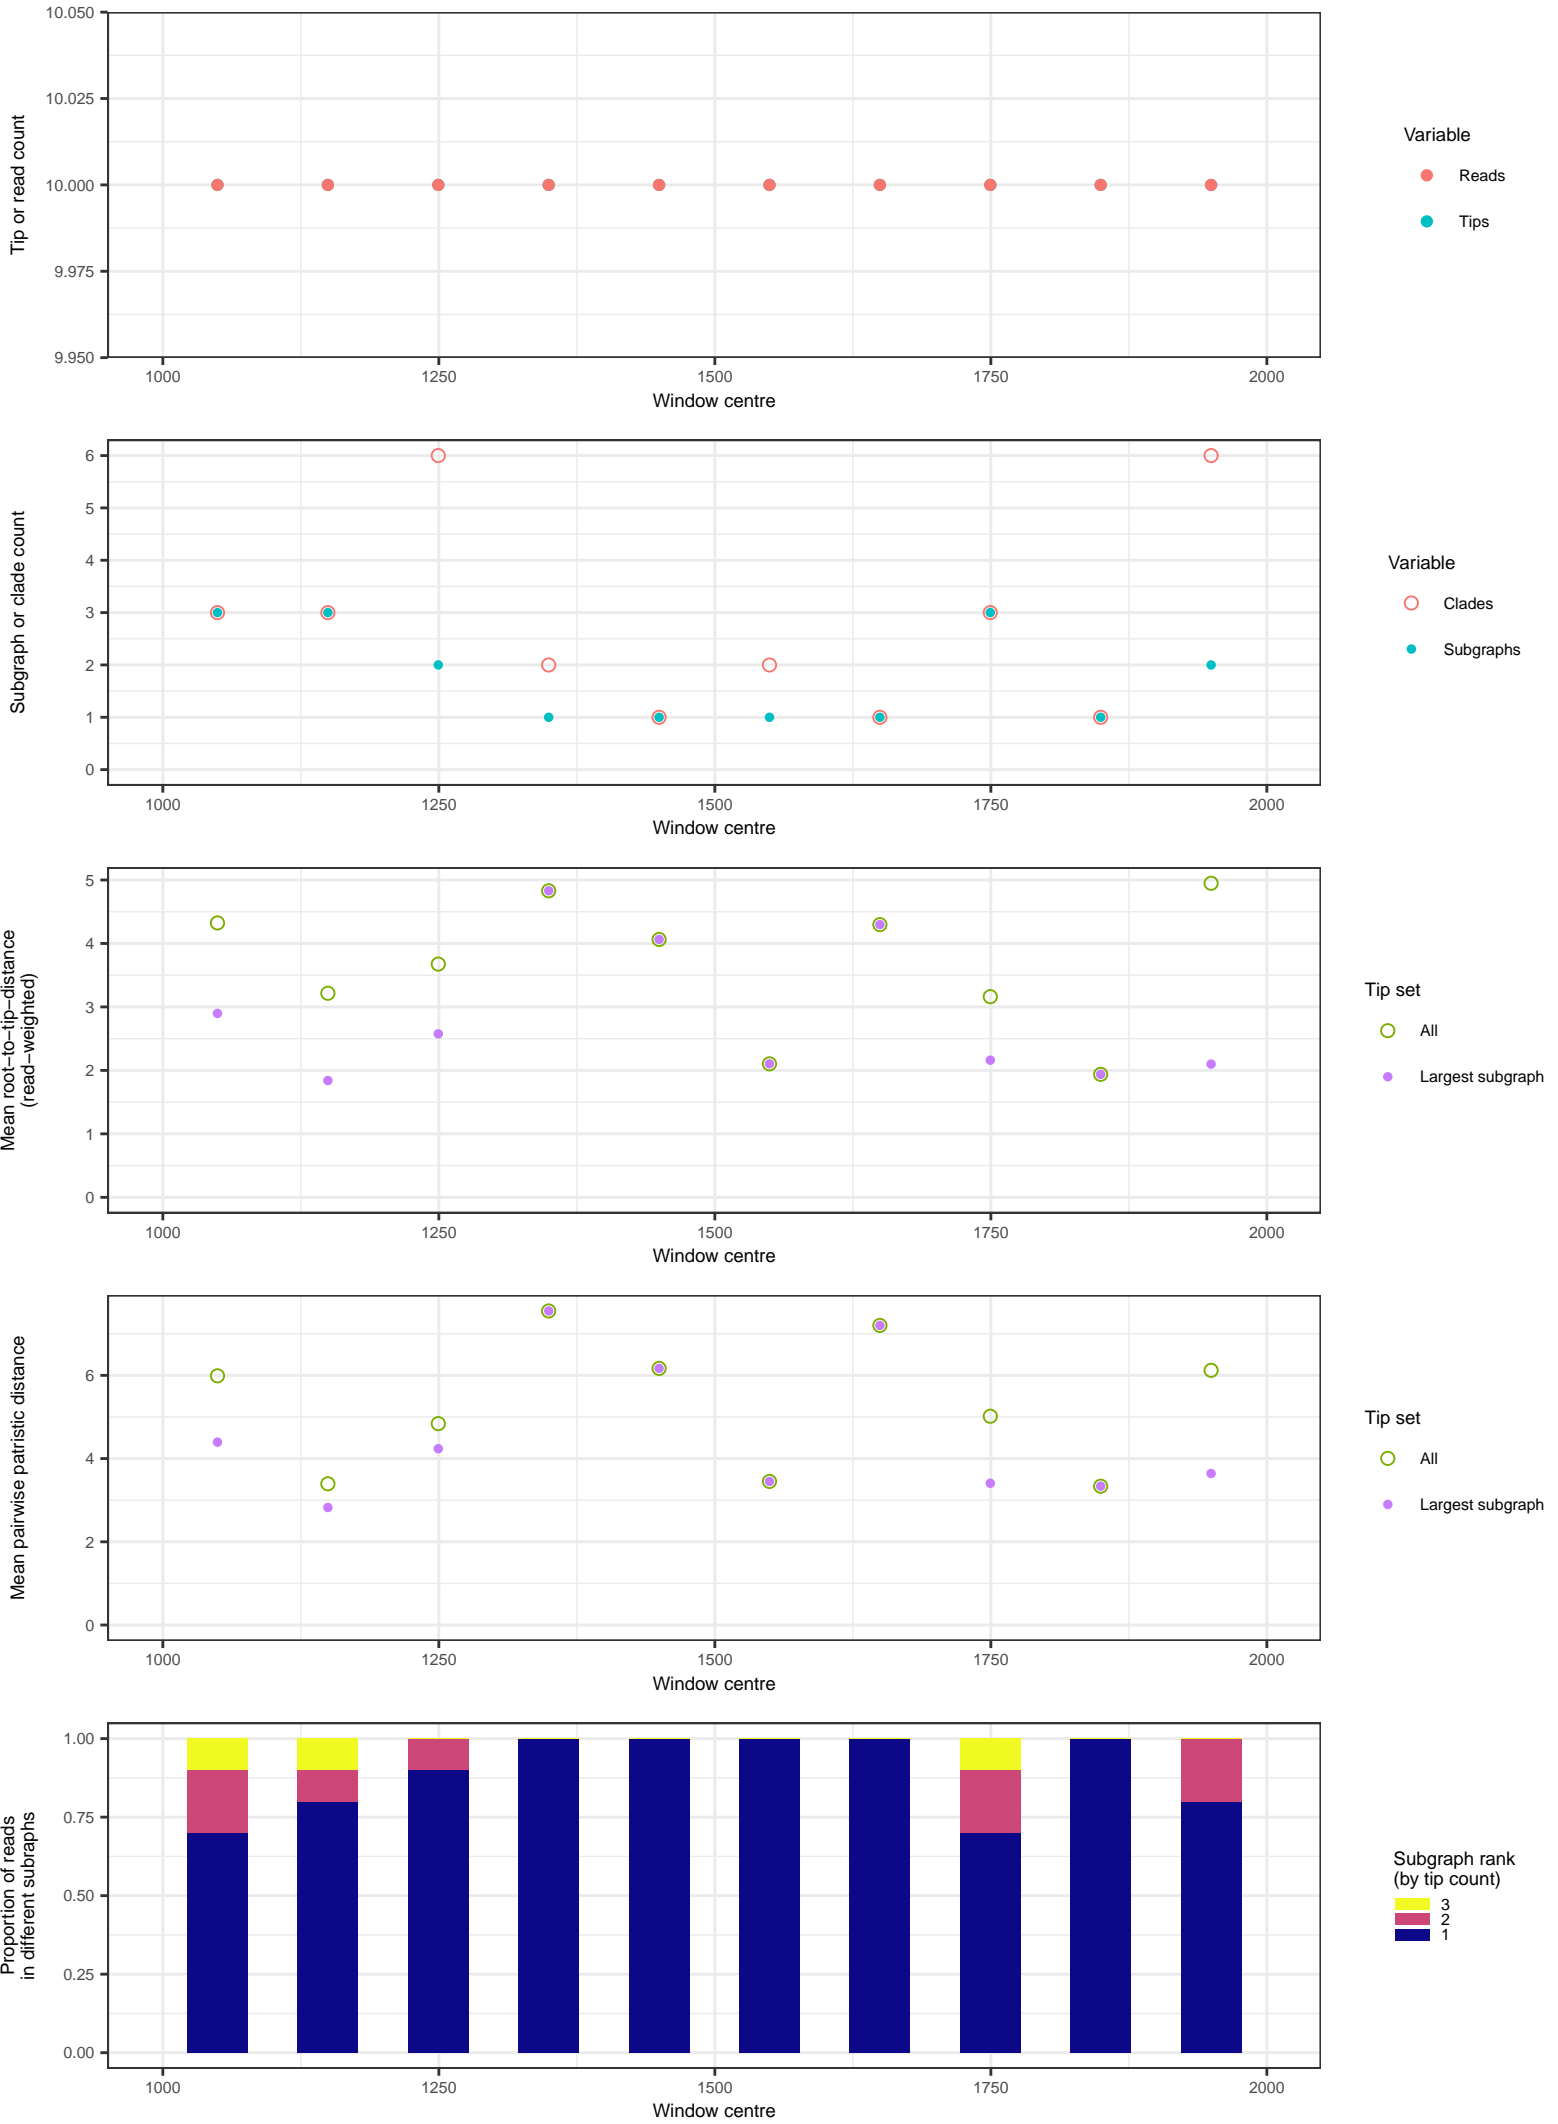 10.050
10.025
10.000
9.975
9.950
Tip or read count
1000 1250 1500 1750 2000
Window centre
Variable
Reads
Tips
6
5
4
3
2
1
0
Subgraph or clade count
1000 1250 1500 1750 2000
Window centre
Variable
Clades
Subgraphs
5
4
3
2
1
0
Mean root−to−tip−distance
(read−weighted)
1000 1250 1500 1750 2000
Window centre
Tip set
All
Largest subgraph
6
4
2
0
Mean pairwise patristic distance
1000 1250 1500 1750 2000
Window centre
Tip set
All
Largest subgraph
1.00
0.75
0.50
0.25
0.00
Proportion of reads
in different subraphs
1000 1250 1500 1750 2000
Window centre
Subgraph rank
(by tip count)
3
2
1